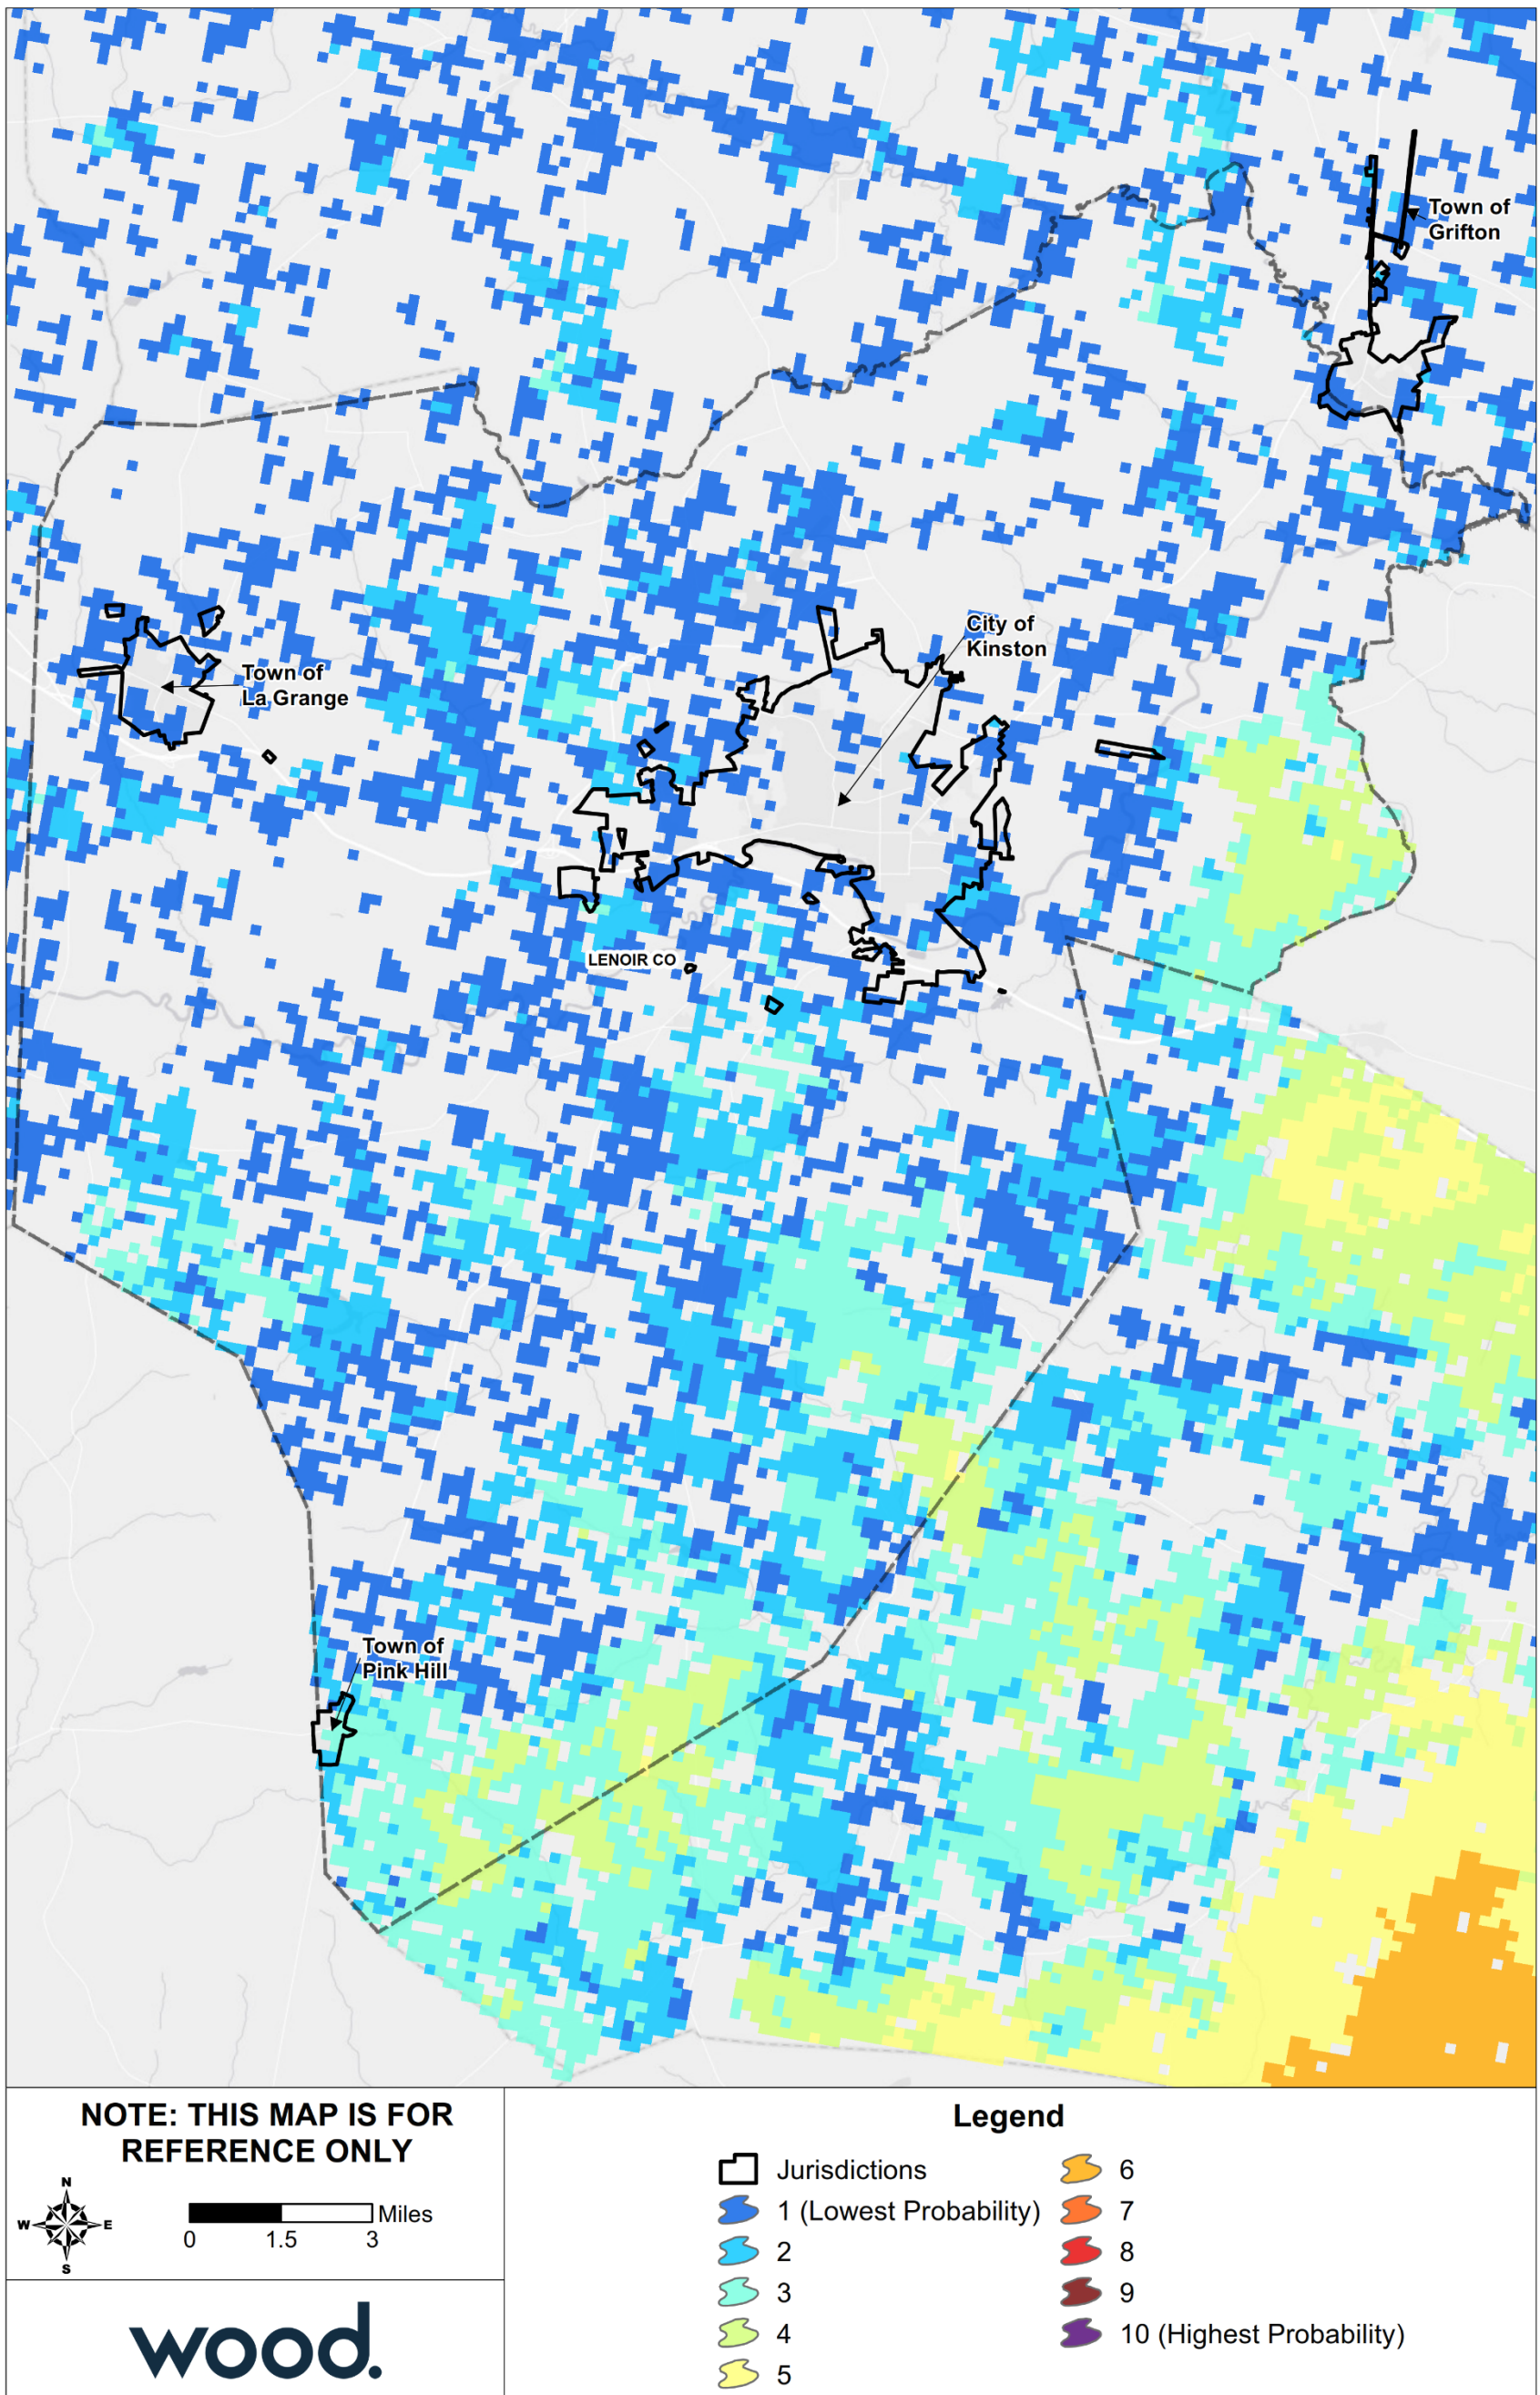 Town of
Grifton
City of
Kinston
Town of
La Grange
LENOIR CO
Town of
Pink Hill
NOTE: THIS MAP IS FOR
REFERENCE ONLY
N
W E
S
Miles
0 1.5 3
wood.
Legend
Jurisdictions
1 (Lowest Probability)
2
3
4
5
6
7
8
9
10 (Highest Probability)